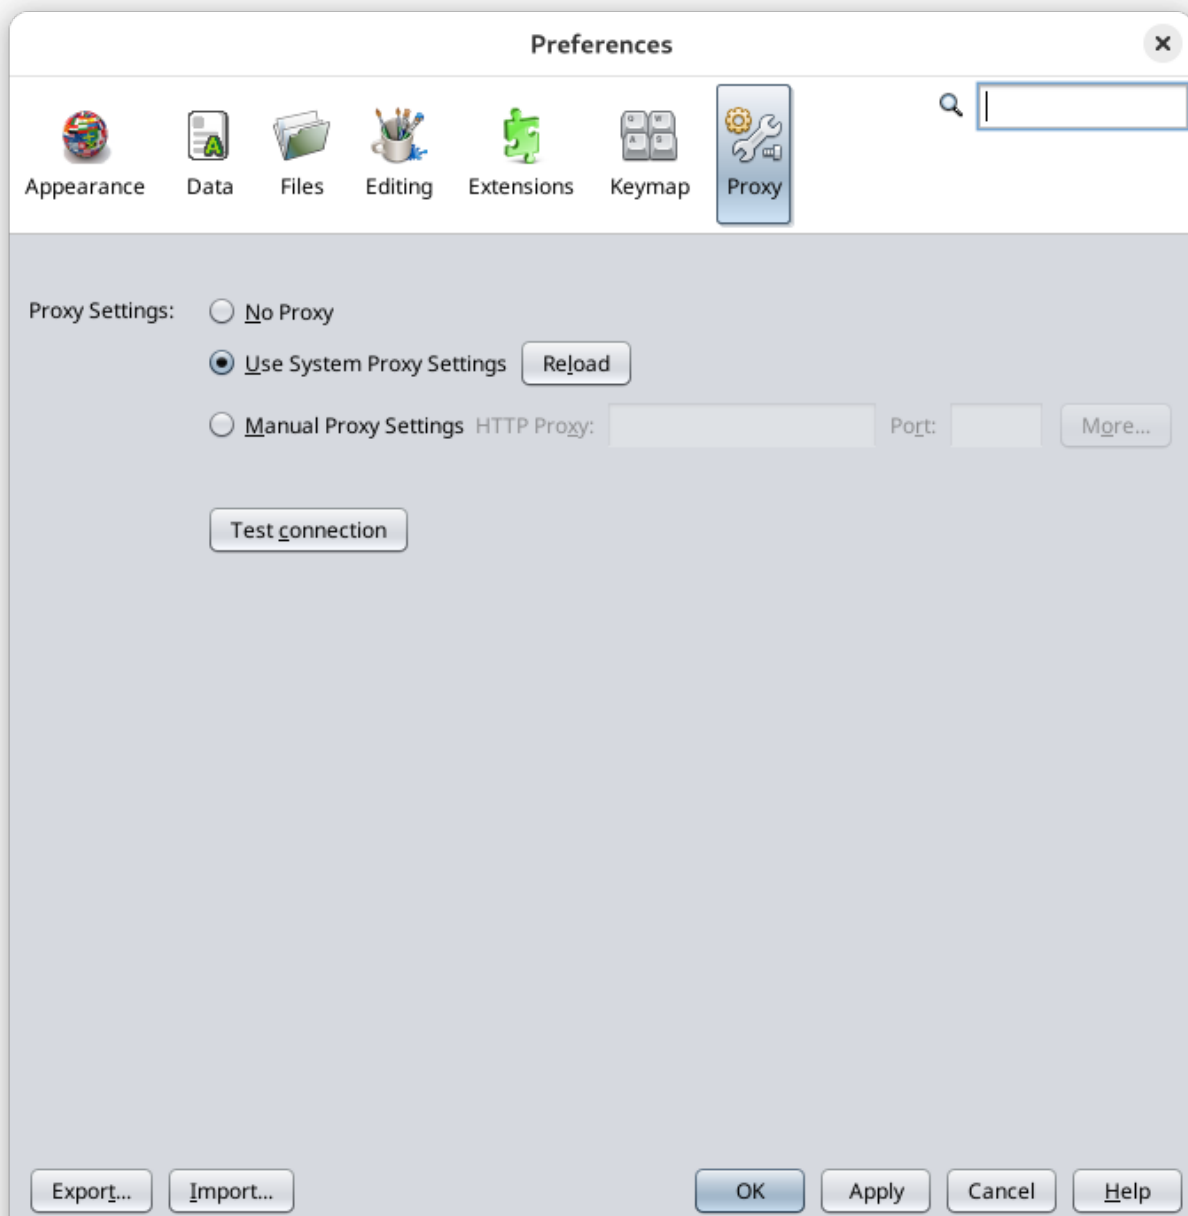 Preferences
Appearance Data Files Editing Extensions Keymap Proxy
Proxy Settings: No Proxy
Use System Proxy Settings Reload
Manual Proxy Settings HTTP Proxy: Port: More...
Test connection
Export... Import... OK Apply Cancel Help